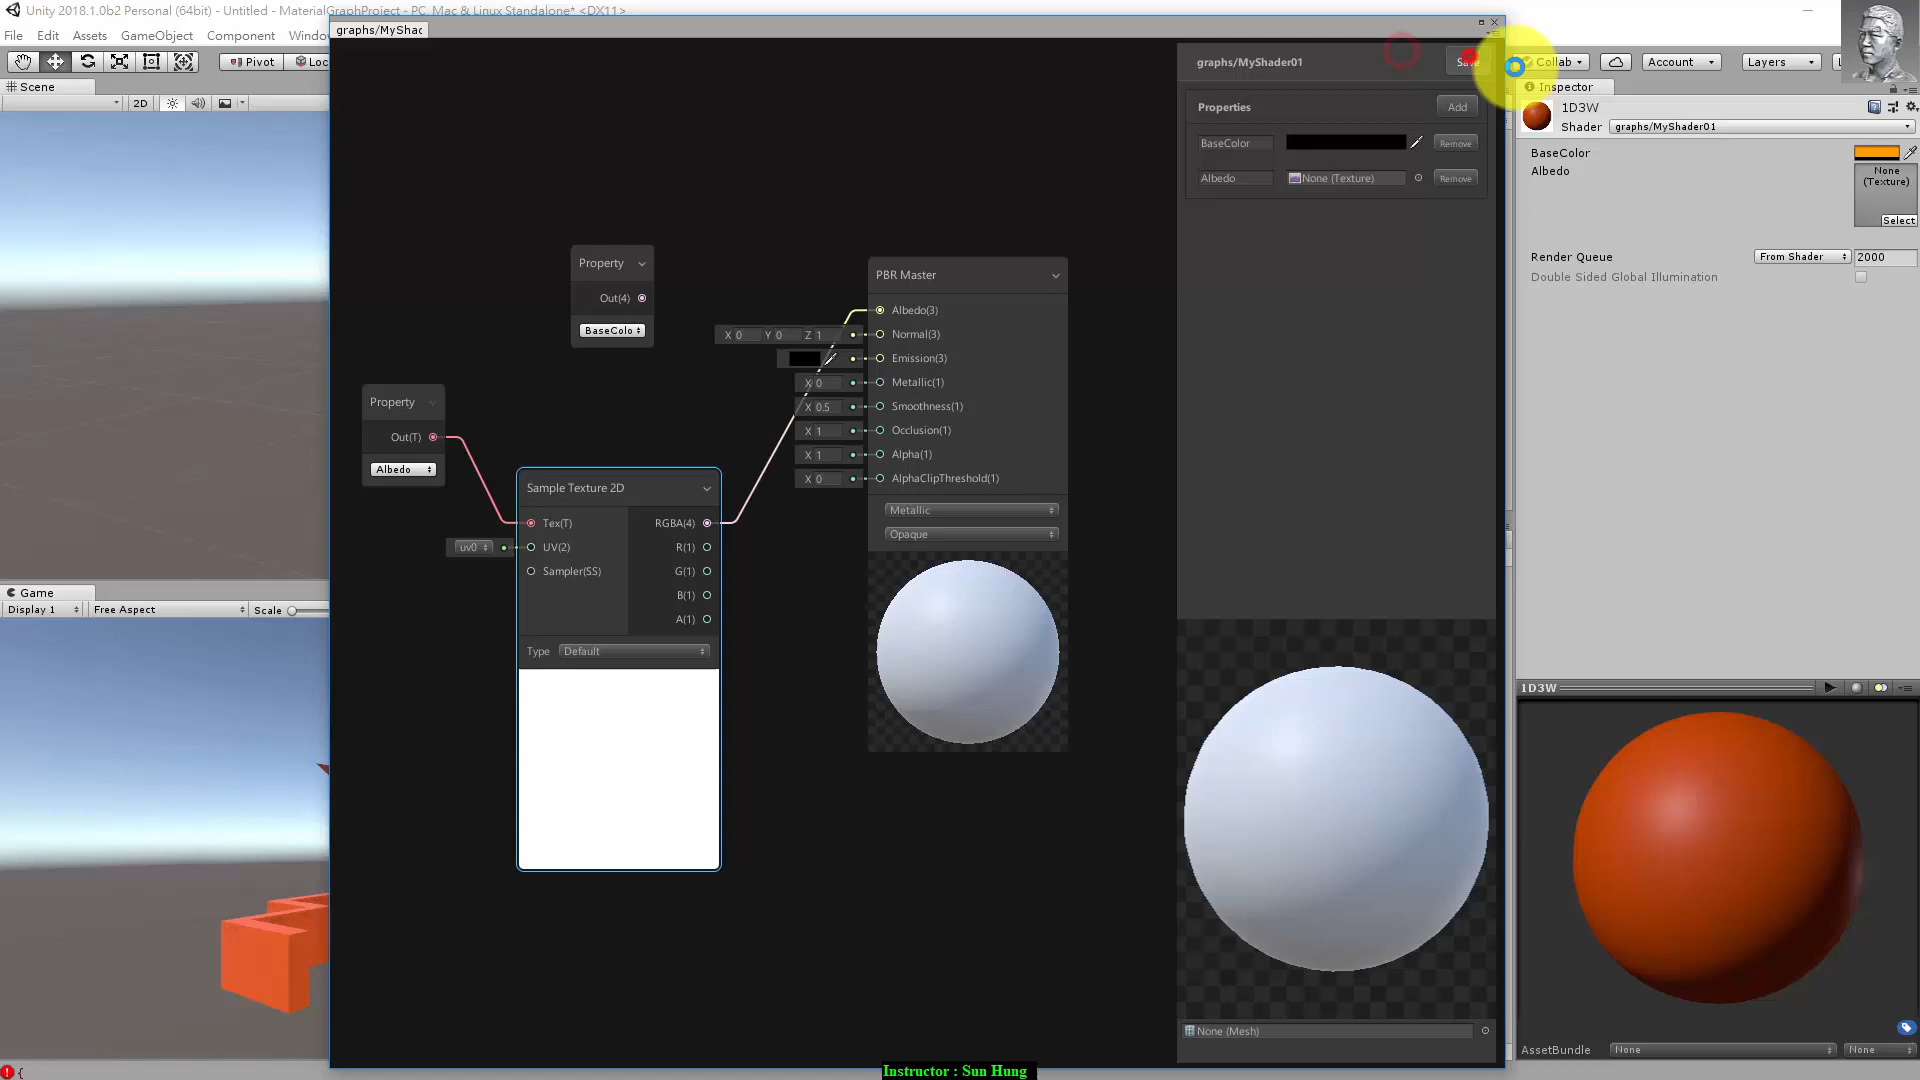 Unity 2018.1.0b2 Personal (64bit) - Untitled - MaterialGraphProject - PC, Mac & Linux Standalone* <DX11>
File Edit Assets GameObject Component Windo
Pivot Loc
Collab Account Layers L
graphs/MyShac
Scene
2D
graphs/MyShader01 Save
Properties Add
BaseColor Remove
Albedo None (Texture) Remove
Inspector
1D3W
Shader graphs/MyShader01
BaseColor
Albedo
None
(Texture)
Select
Render Queue From Shader 2000
Double Sided Global Illumination
Property
Out(4)
BaseColo
Property
Out(T)
Albedo
PBR Master
Albedo(3)
X 0 Y 0 Z 1 Normal(3)
Emission(3)
X 0 Metallic(1)
X 0.5 Smoothness(1)
X 1 Occlusion(1)
X 1 Alpha(1)
X 0 AlphaClipThreshold(1)
Metallic
Opaque
Sample Texture 2D
Tex(T) RGBA(4)
uv0 UV(2) R(1)
Sampler(SS) G(1)
B(1)
A(1)
Type Default
Game
Display 1 Free Aspect Scale
1D3W
None (Mesh)
AssetBundle None None
{
Instructor : Sun Hung